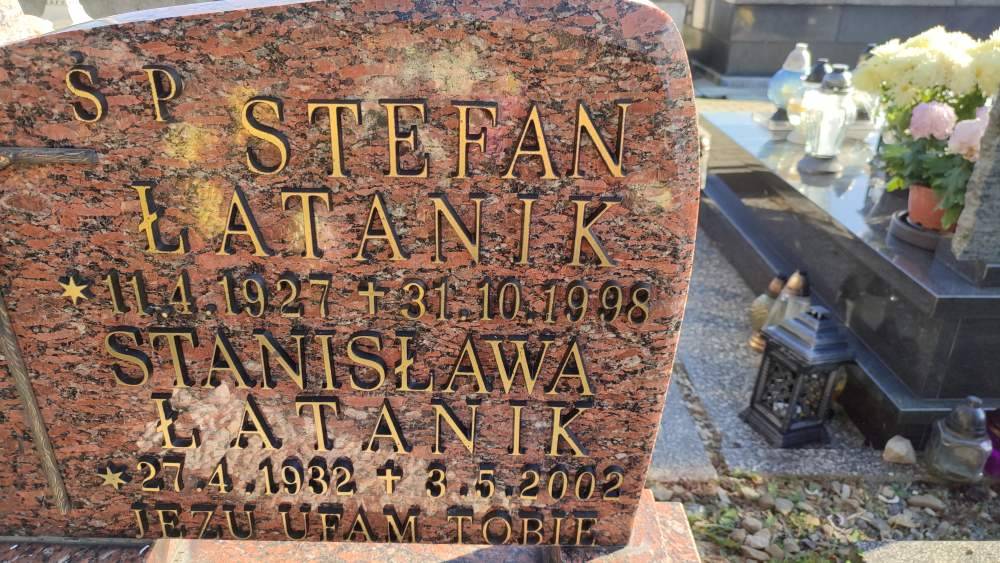 Ś P STEFAN
ŁATANIK
* 11.4.1927 † 31.10.1998
STANISŁAWA
ŁATANIK
* 27.4.1932 † 3.5.2002
JEZU UFAM TOBIE